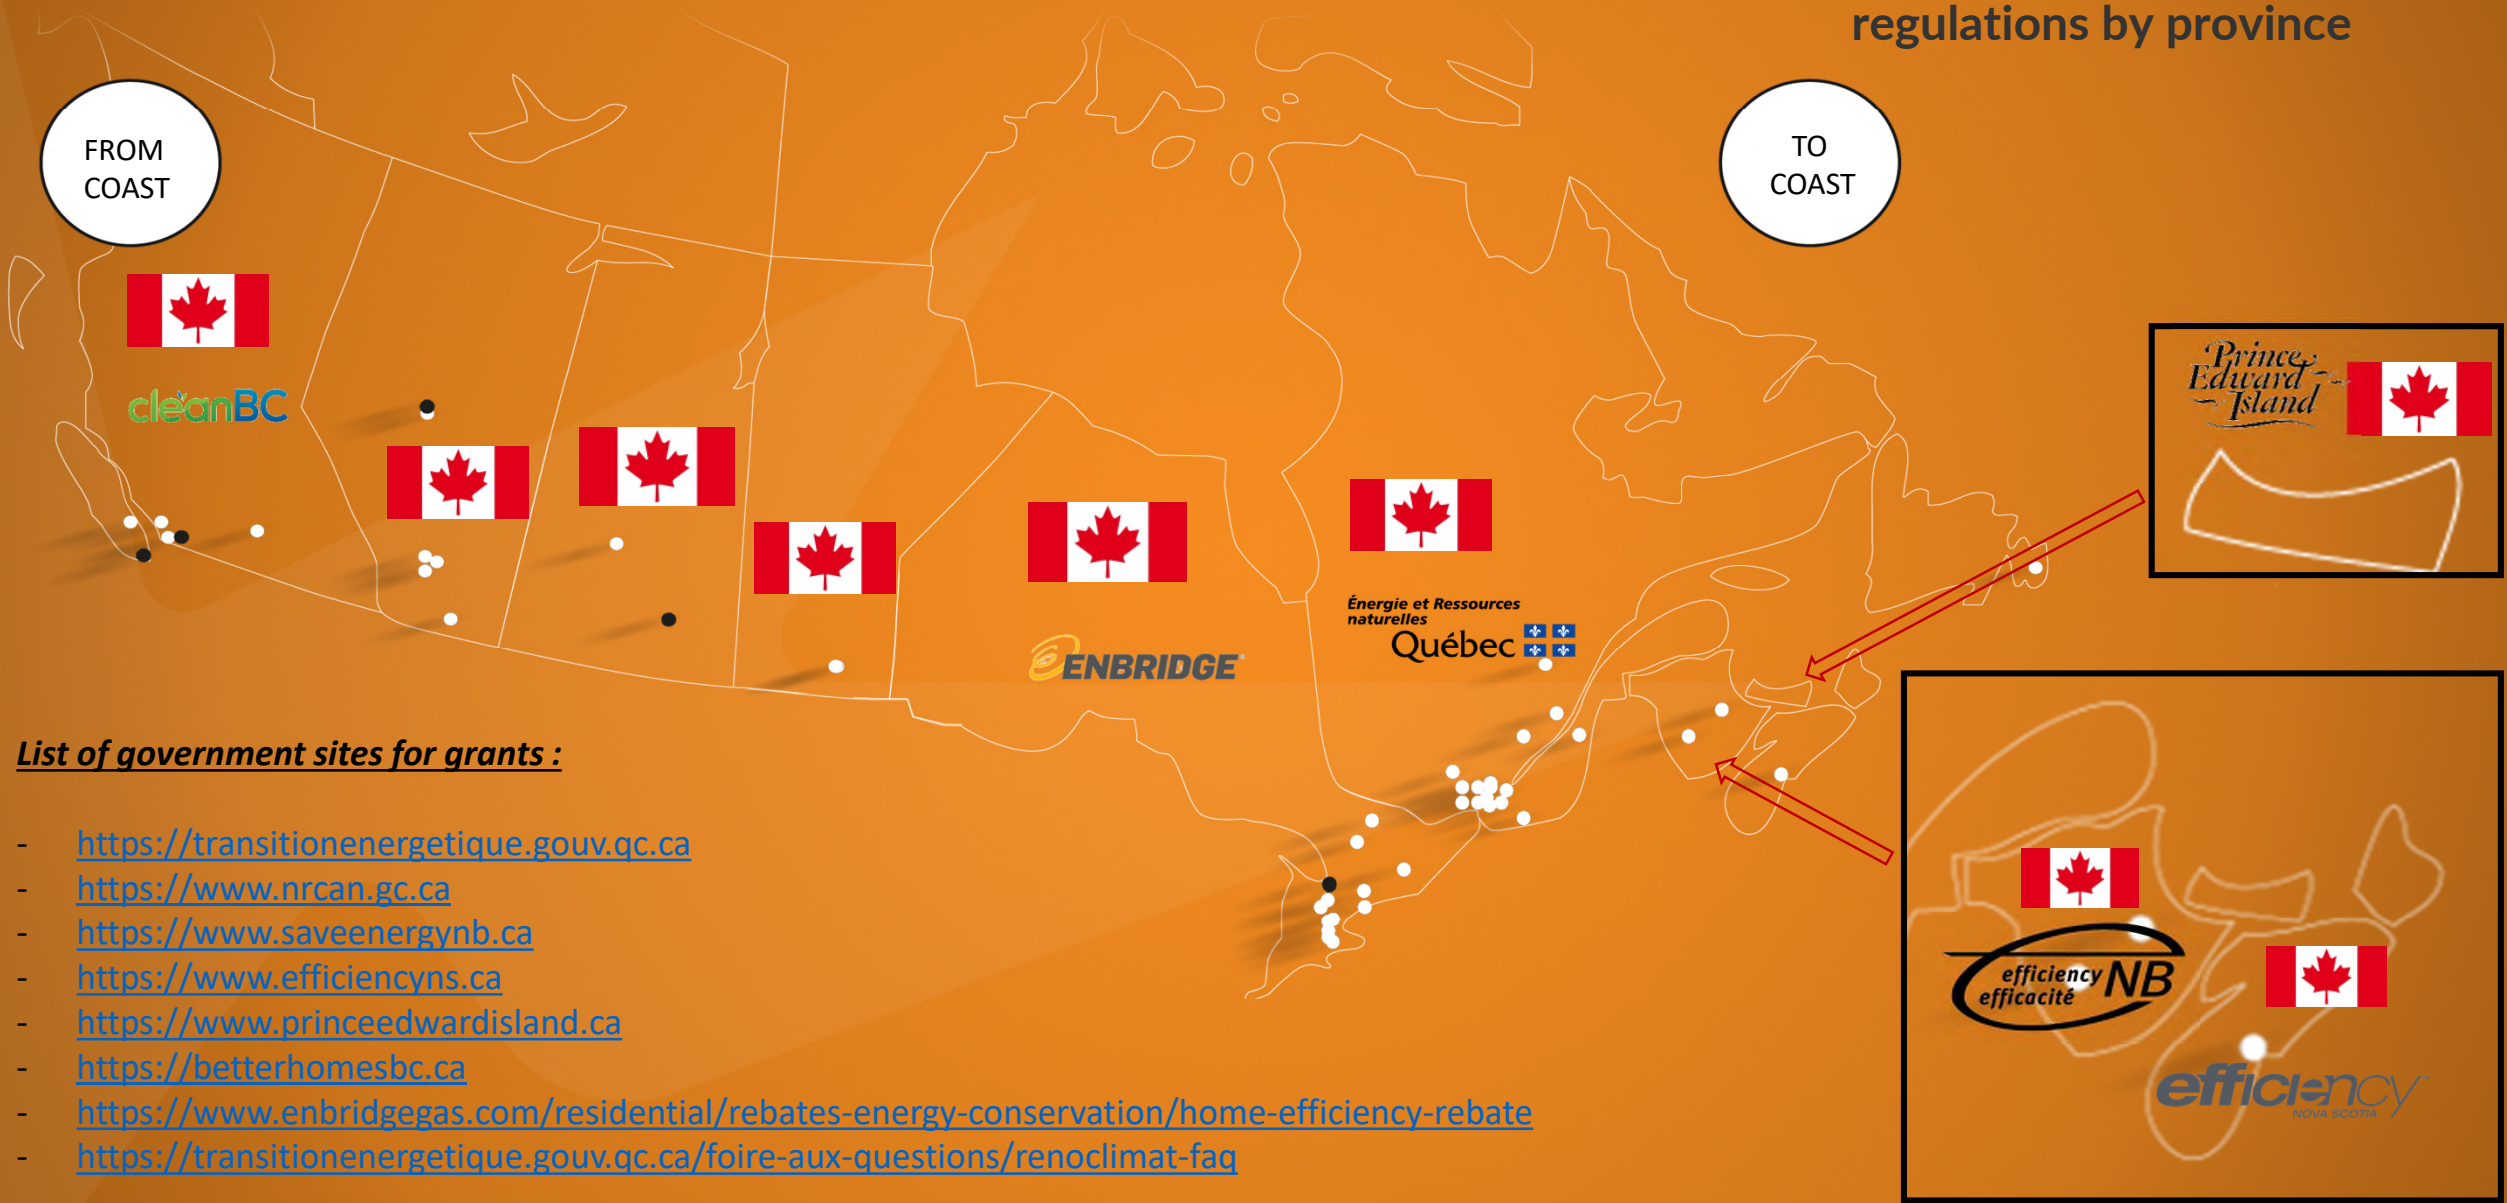 regulations by province
FROM
COAST
TO
COAST
cleanBC
Prince
Edward
Island
Énergie et Ressources
naturelles
Québec
ENBRIDGE
List of government sites for grants :
- https://transitionenergetique.gouv.qc.ca
- https://www.nrcan.gc.ca
- https://www.saveenergynb.ca
- https://www.efficiencyns.ca
- https://www.princeedwardisland.ca
- https://betterhomesbc.ca
- https://www.enbridgegas.com/residential/rebates-energy-conservation/home-efficiency-rebate
- https://transitionenergetique.gouv.qc.ca/foire-aux-questions/renoclimat-faq
efficiency NB
efficacité
efficiency
NOVA SCOTIA